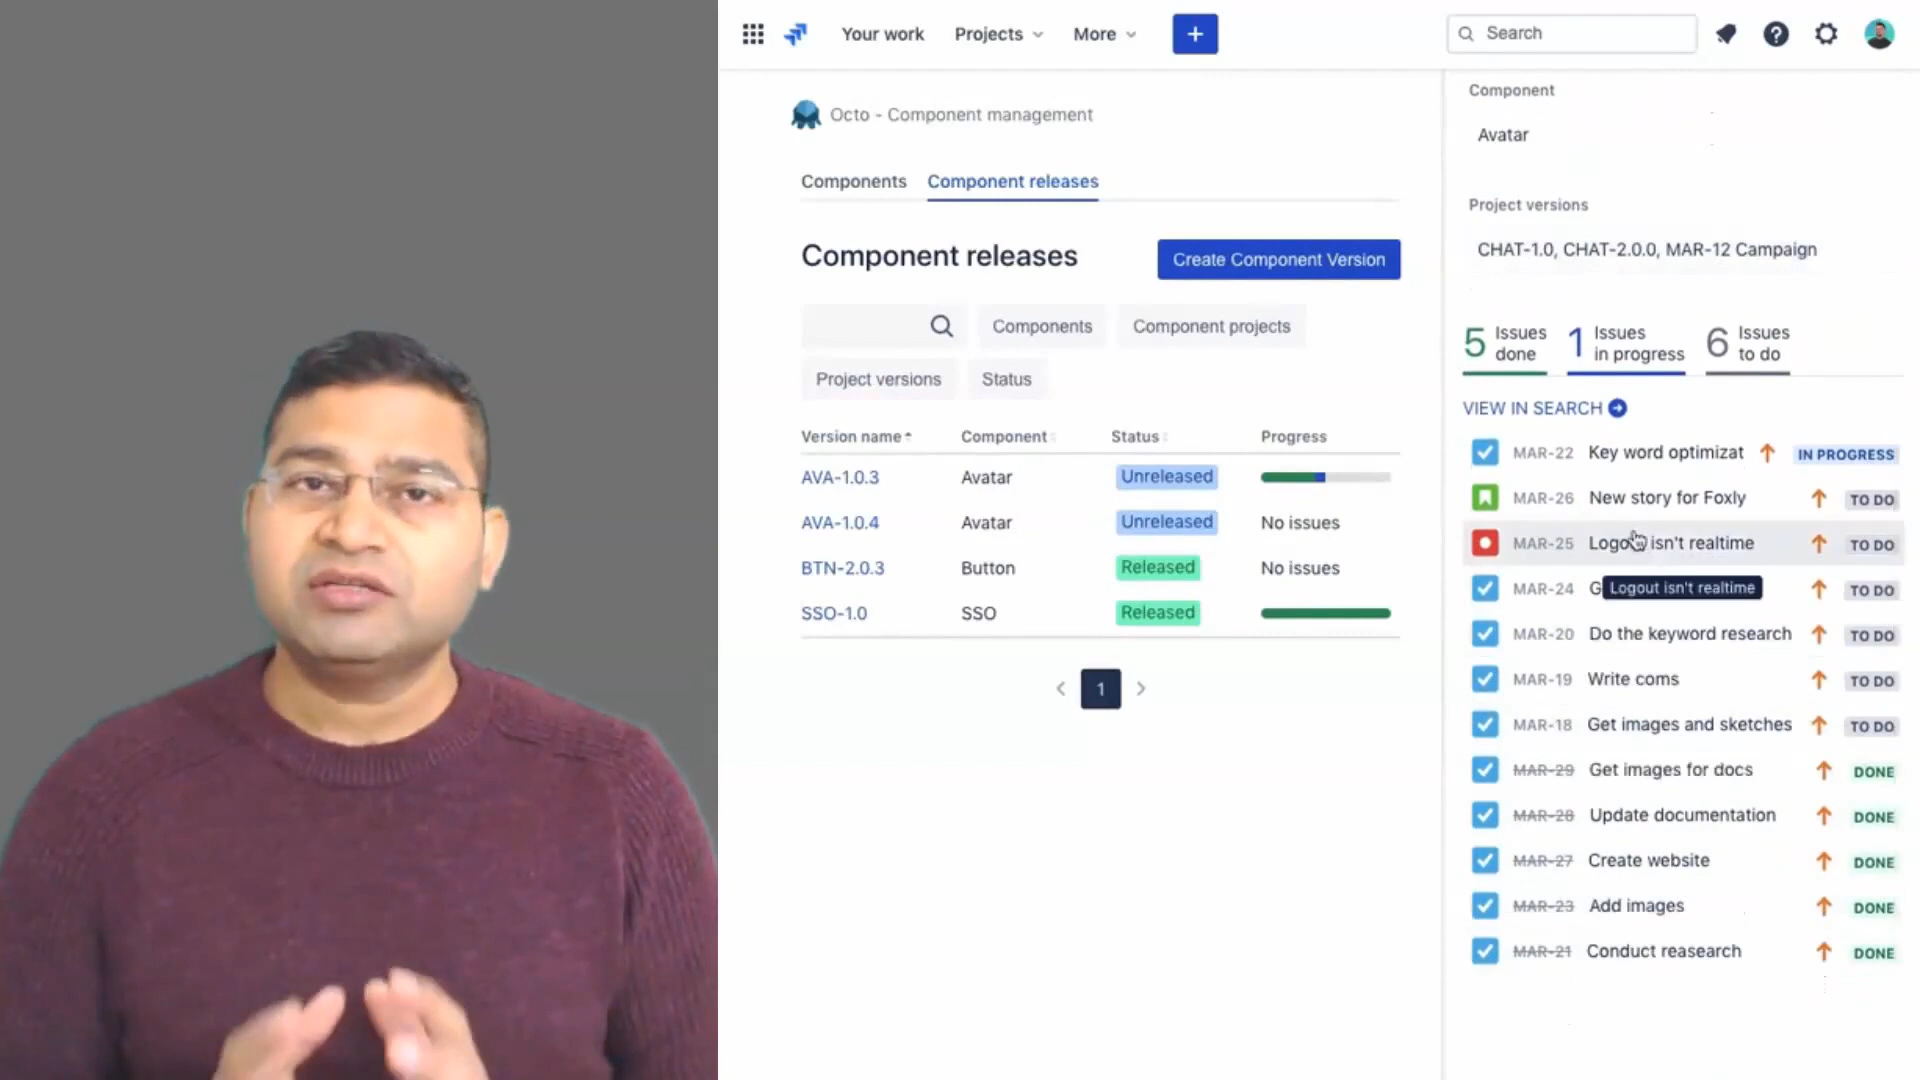 Your work
Projects
More
+
Search
Octo - Component management
Components
Component releases
Component releases
Create Component Version
Components
Component projects
Project versions
Status
Version name
Component
Status
Progress
AVA-1.0.3
Avatar
Unreleased
AVA-1.0.4
Avatar
Unreleased
No issues
BTN-2.0.3
Button
Released
No issues
SSO-1.0
SSO
Released
1
Component
Avatar
Project versions
CHAT-1.0, CHAT-2.0.0, MAR-12 Campaign
5 Issues done
1 Issues in progress
6 Issues to do
VIEW IN SEARCH
MAR-22 Key word optimizat IN PROGRESS
MAR-26 New story for Foxly TO DO
MAR-25 Logout isn't realtime TO DO
MAR-24 G TO DO
Logout isn't realtime
MAR-20 Do the keyword research TO DO
MAR-19 Write coms TO DO
MAR-18 Get images and sketches TO DO
MAR-29 Get images for docs DONE
MAR-28 Update documentation DONE
MAR-27 Create website DONE
MAR-23 Add images DONE
MAR-21 Conduct reasearch DONE